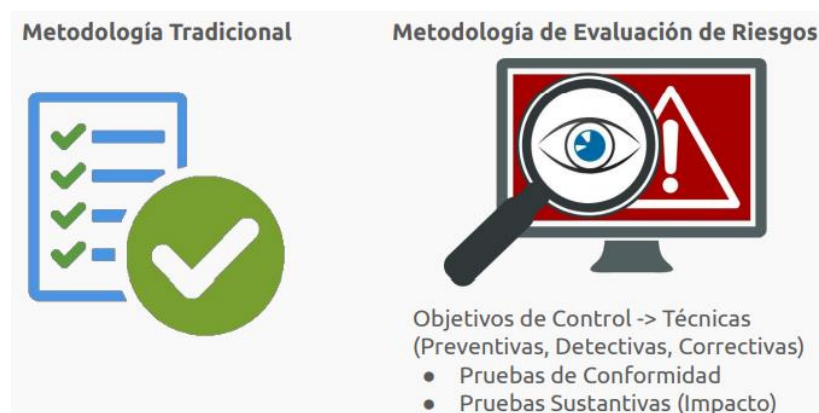 Metodología Tradicional
Metodología de Evaluación de Riesgos
Objetivos de Control -> Técnicas
(Preventivas, Detectivas, Correctivas)
● Pruebas de Conformidad
● Pruebas Sustantivas (Impacto)